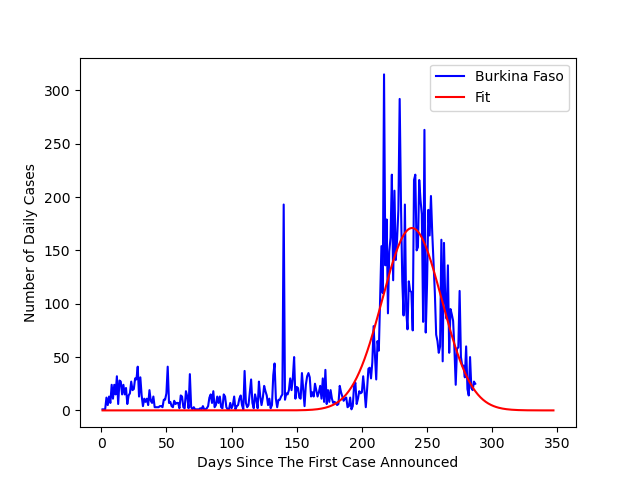 Burkina Faso
Fit
Number of Daily Cases
300
250
200
150
100
50
0
0 50 100 150 200 250 300 350
Days Since The First Case Announced